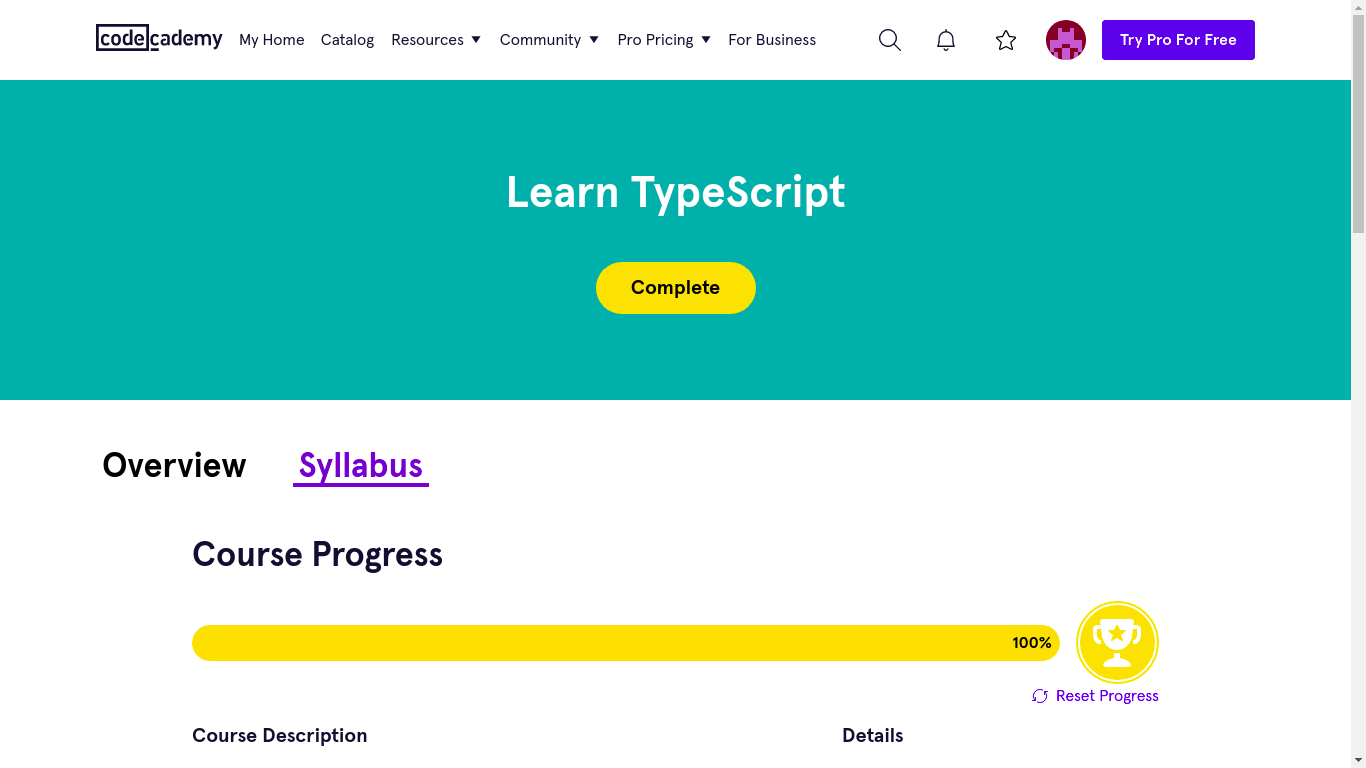 codecademy My Home Catalog Resources Community Pro Pricing For Business Try Pro For Free
Learn TypeScript
Complete
Overview Syllabus
Course Progress
100%
Reset Progress
Course Description Details